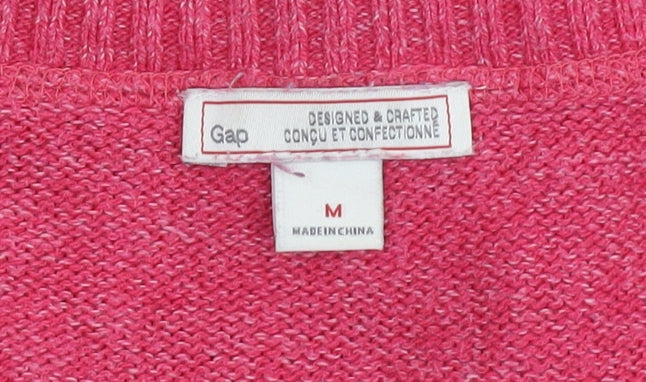 Gap
DESIGNED & CRAFTED
CONÇU ET CONFECTIONNÉ
M
MADE IN CHINA